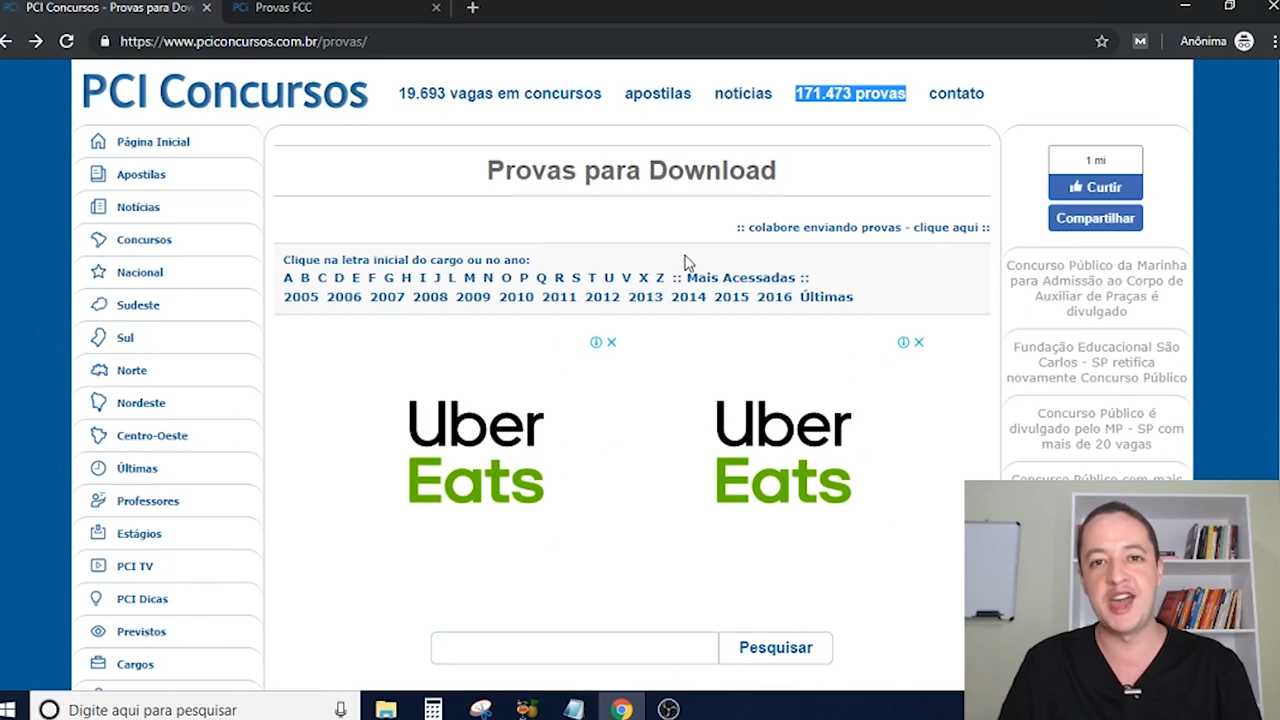 PCI Concursos - Provas para Dow
Provas FCC
https://www.pciconcursos.com.br/provas/
M
Anônima
PCI Concursos
19.693 vagas em concursos
apostilas
notícias
171.473 provas
contato
Página Inicial
Apostilas
Notícias
Concursos
Nacional
Sudeste
Sul
Norte
Nordeste
Centro-Oeste
Últimas
Professores
Estágios
PCI TV
PCI Dicas
Previstos
Cargos
Provas para Download
:: colabore enviando provas - clique aqui ::
Clique na letra inicial do cargo ou no ano:
A B C D E F G H I J L M N O P Q R S T U V X Z :: Mais Acessadas ::
2005 2006 2007 2008 2009 2010 2011 2012 2013 2014 2015 2016 Últimas
Uber
Eats
Uber
Eats
Pesquisar
1 mi
Curtir
Compartilhar
Concurso Público da Marinha
para Admissão ao Corpo de
Auxiliar de Praças é
divulgado
Fundação Educacional São
Carlos - SP retifica
novamente Concurso Público
Concurso Público é
divulgado pelo MP - SP com
mais de 20 vagas
Concurso Público com mais
Digite aqui para pesquisar